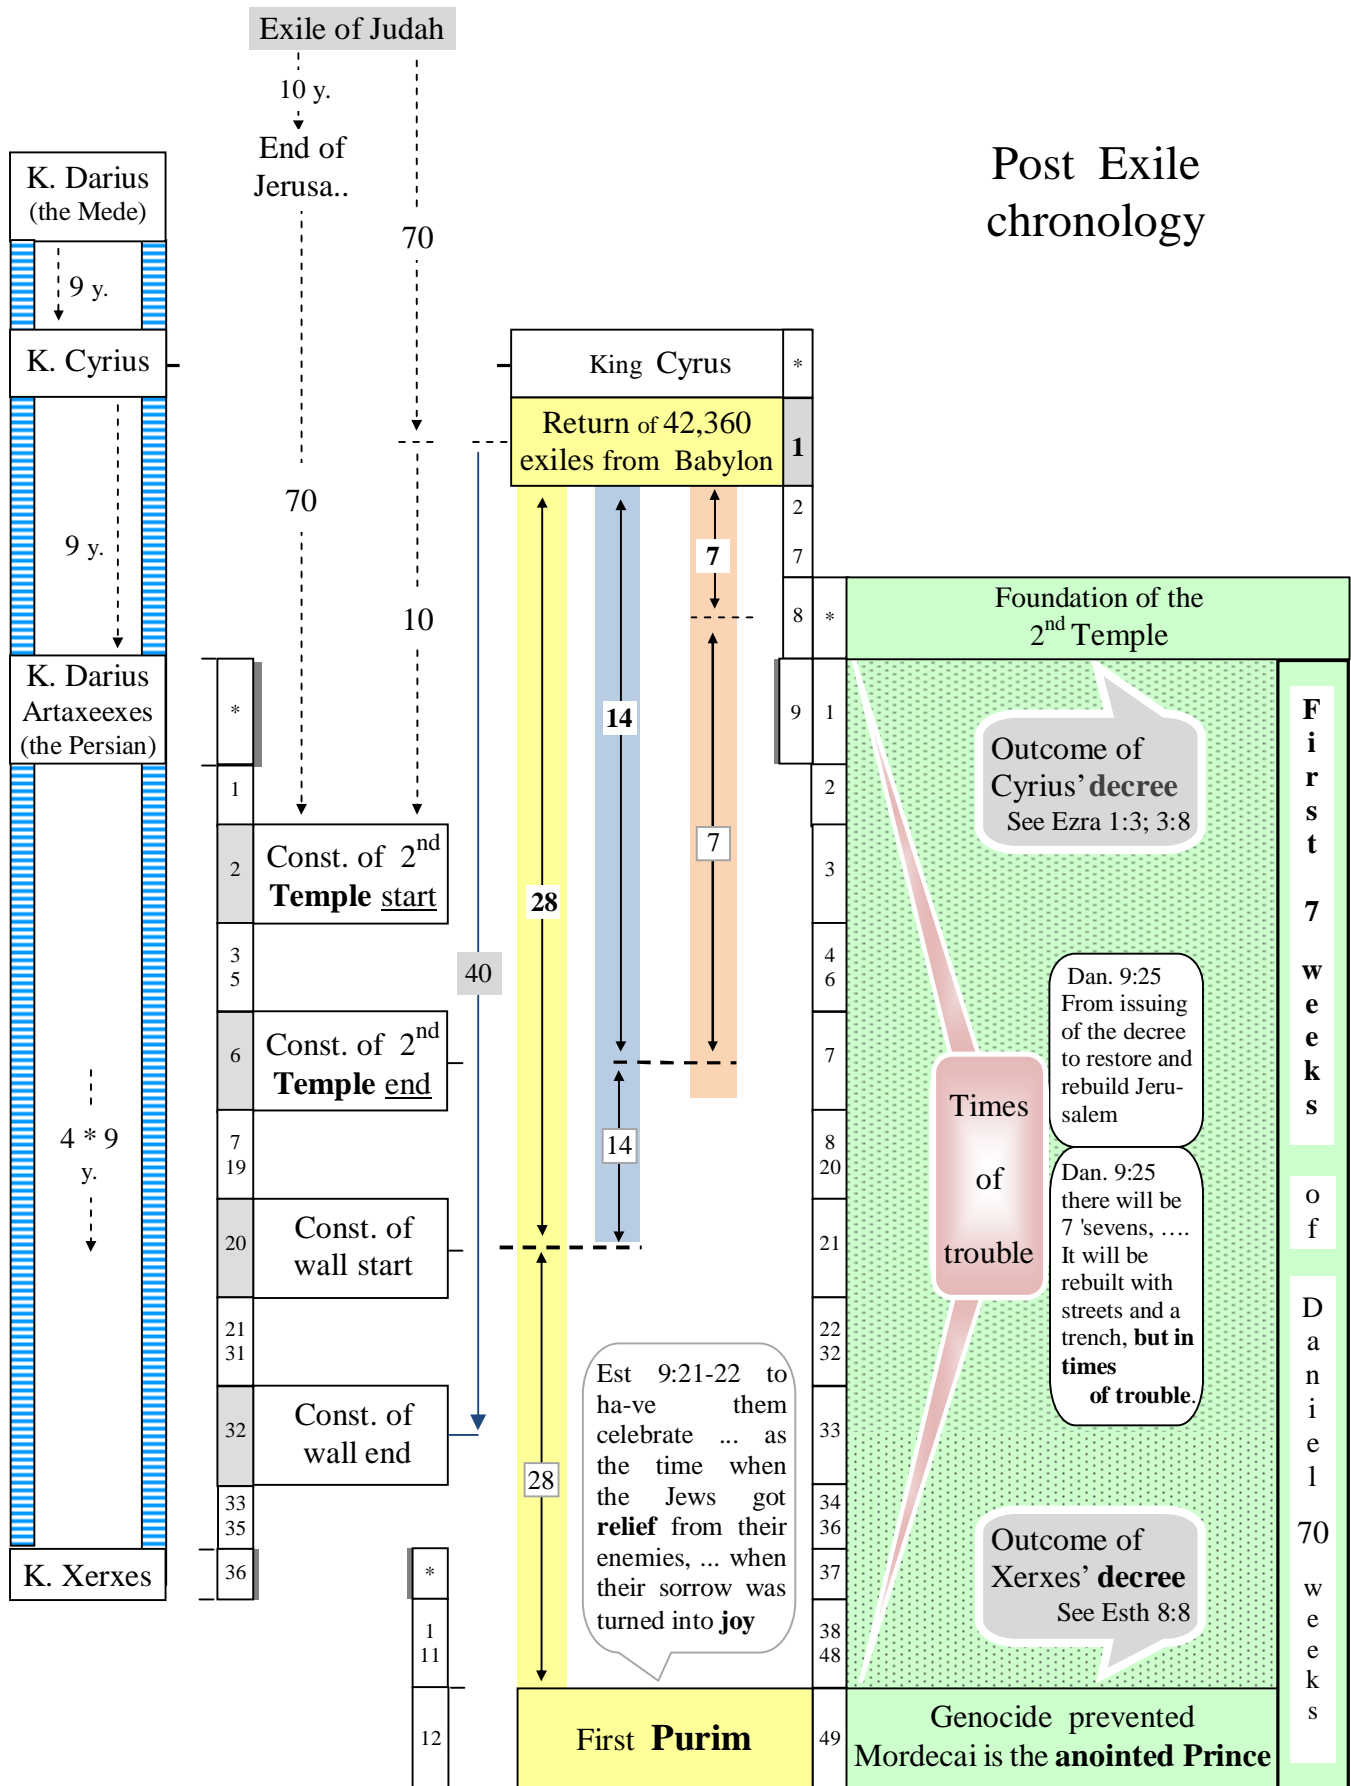 Exile of Judah
10 y.
End of
Jerusa..
70
70
10
Post Exile
chronology
K. Darius
(the Mede)
9 y.
K. Cyrius
9 y.
K. Darius
Artaxeexes
(the Persian)
4 * 9
y.
K. Xerxes
*
1
2
3
5
6
7
19
20
21
31
32
33
35
36
Const. of 2nd
Temple start
Const. of 2nd
Temple end
Const. of
wall start
Const. of
wall end
*
1
11
12
40
King Cyrus
Return of 42,360
exiles from Babylon
28
14
7
7
14
28
Est 9:21-22 to
ha-ve them
celebrate ... as
the time when
the Jews got
relief from their
enemies, ... when
their sorrow was
turned into joy
First Purim
*
1
2
7
8
9
*
1
2
3
4
6
7
8
20
21
22
32
33
34
36
37
38
48
49
Foundation of the
2nd Temple
Outcome of
Cyrius’ decree
See Ezra 1:3; 3:8
Times
of
trouble
Dan. 9:25
From issuing
of the decree
to restore and
rebuild Jeru-
salem
Dan. 9:25
there will be
7 'sevens, ....
It will be
rebuilt with
streets and a
trench, but in
times
of trouble.
Outcome of
Xerxes’ decree
See Esth 8:8
Genocide prevented
Mordecai is the anointed Prince
First 7 weeks of Daniel 70 weeks